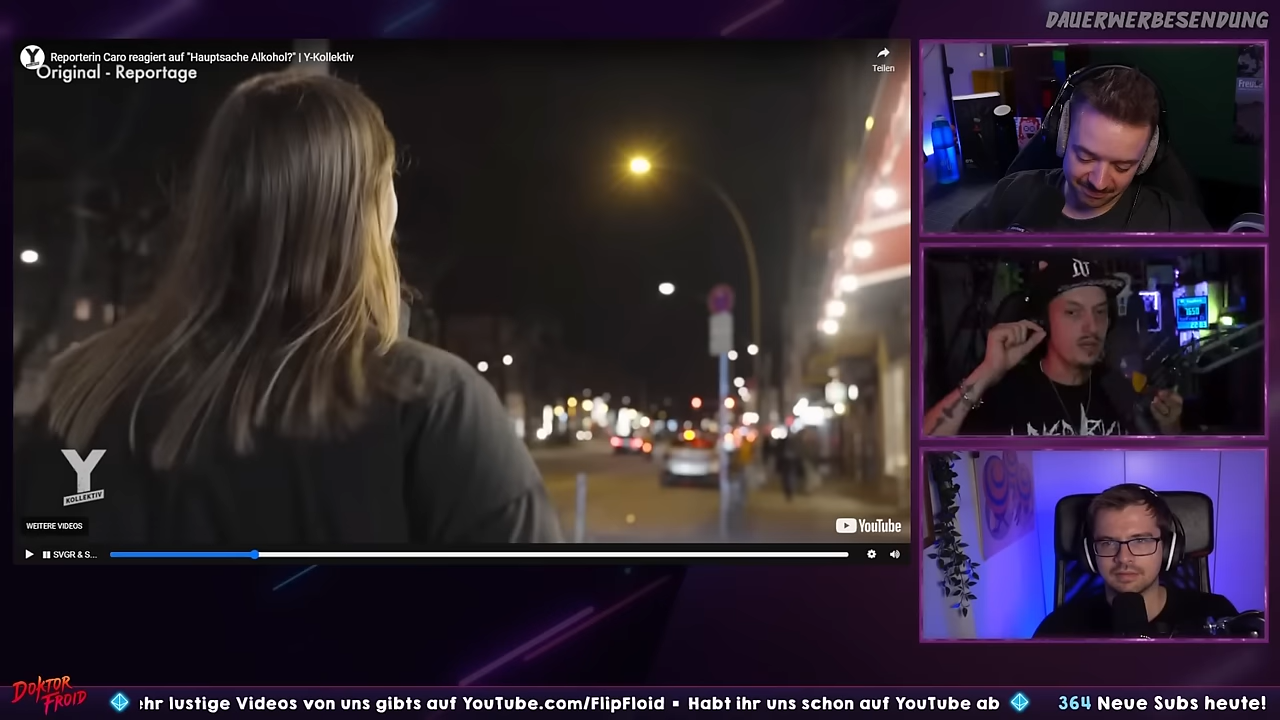 DAUERWERBESENDUNG
Reporterin Caro reagiert auf "Hauptsache Alkohol?" | Y-Kollektiv
Original - Reportage
Teilen
Y
KOLLEKTIV
WEITERE VIDEOS
YouTube
SVGR & S...
DOKTOR FROID
ehr lustige Videos von uns gibts auf YouTube.com/FlipFloid ▪ Habt ihr uns schon auf YouTube ab
364 Neue Subs heute!